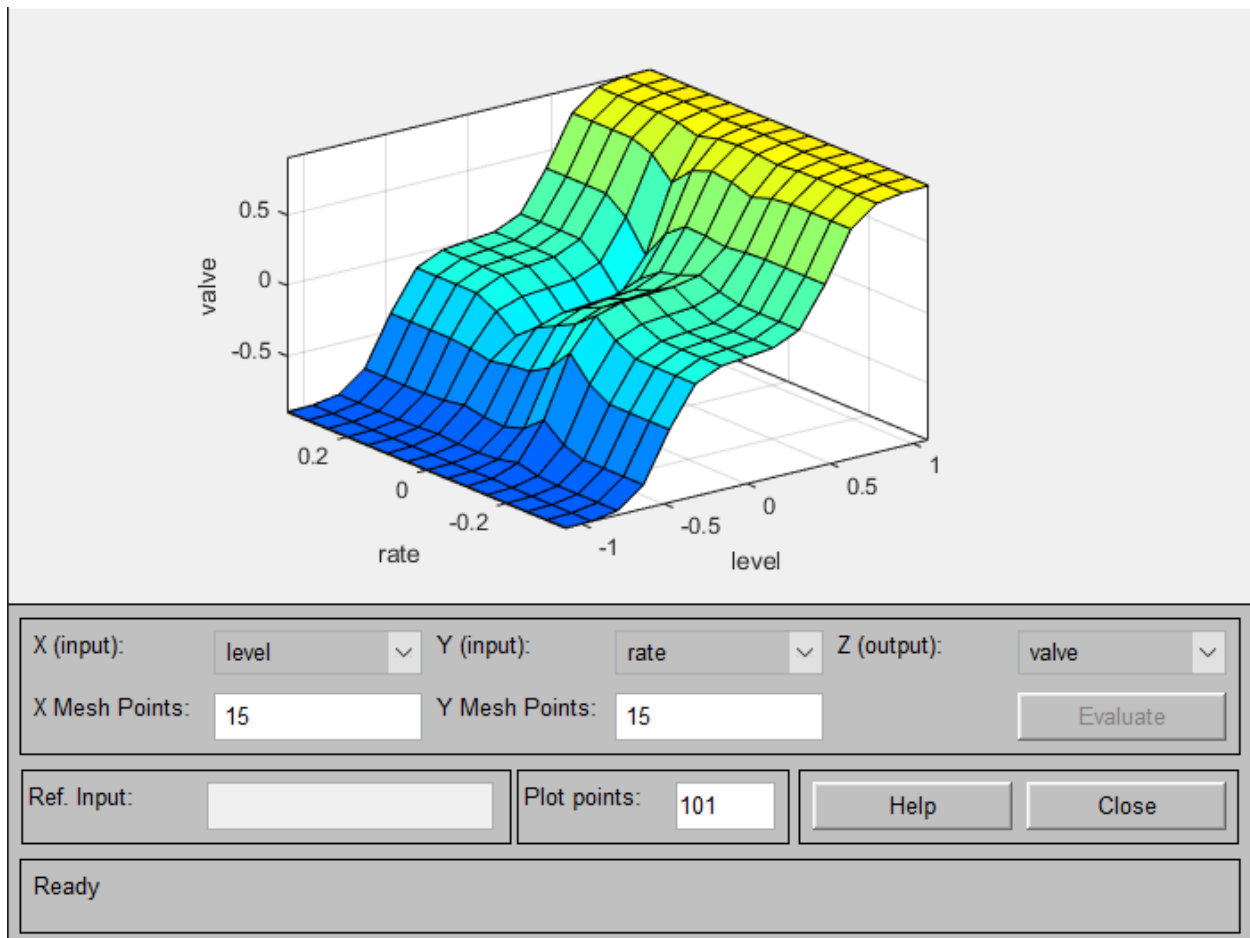 0.5
0
-0.5
valve
0.2
0
-0.2
rate
-1
-0.5
0
0.5
1
level
X (input): level Y (input): rate Z (output): valve
X Mesh Points: 15 Y Mesh Points: 15 Evaluate
Ref. Input: Plot points: 101 Help Close
Ready